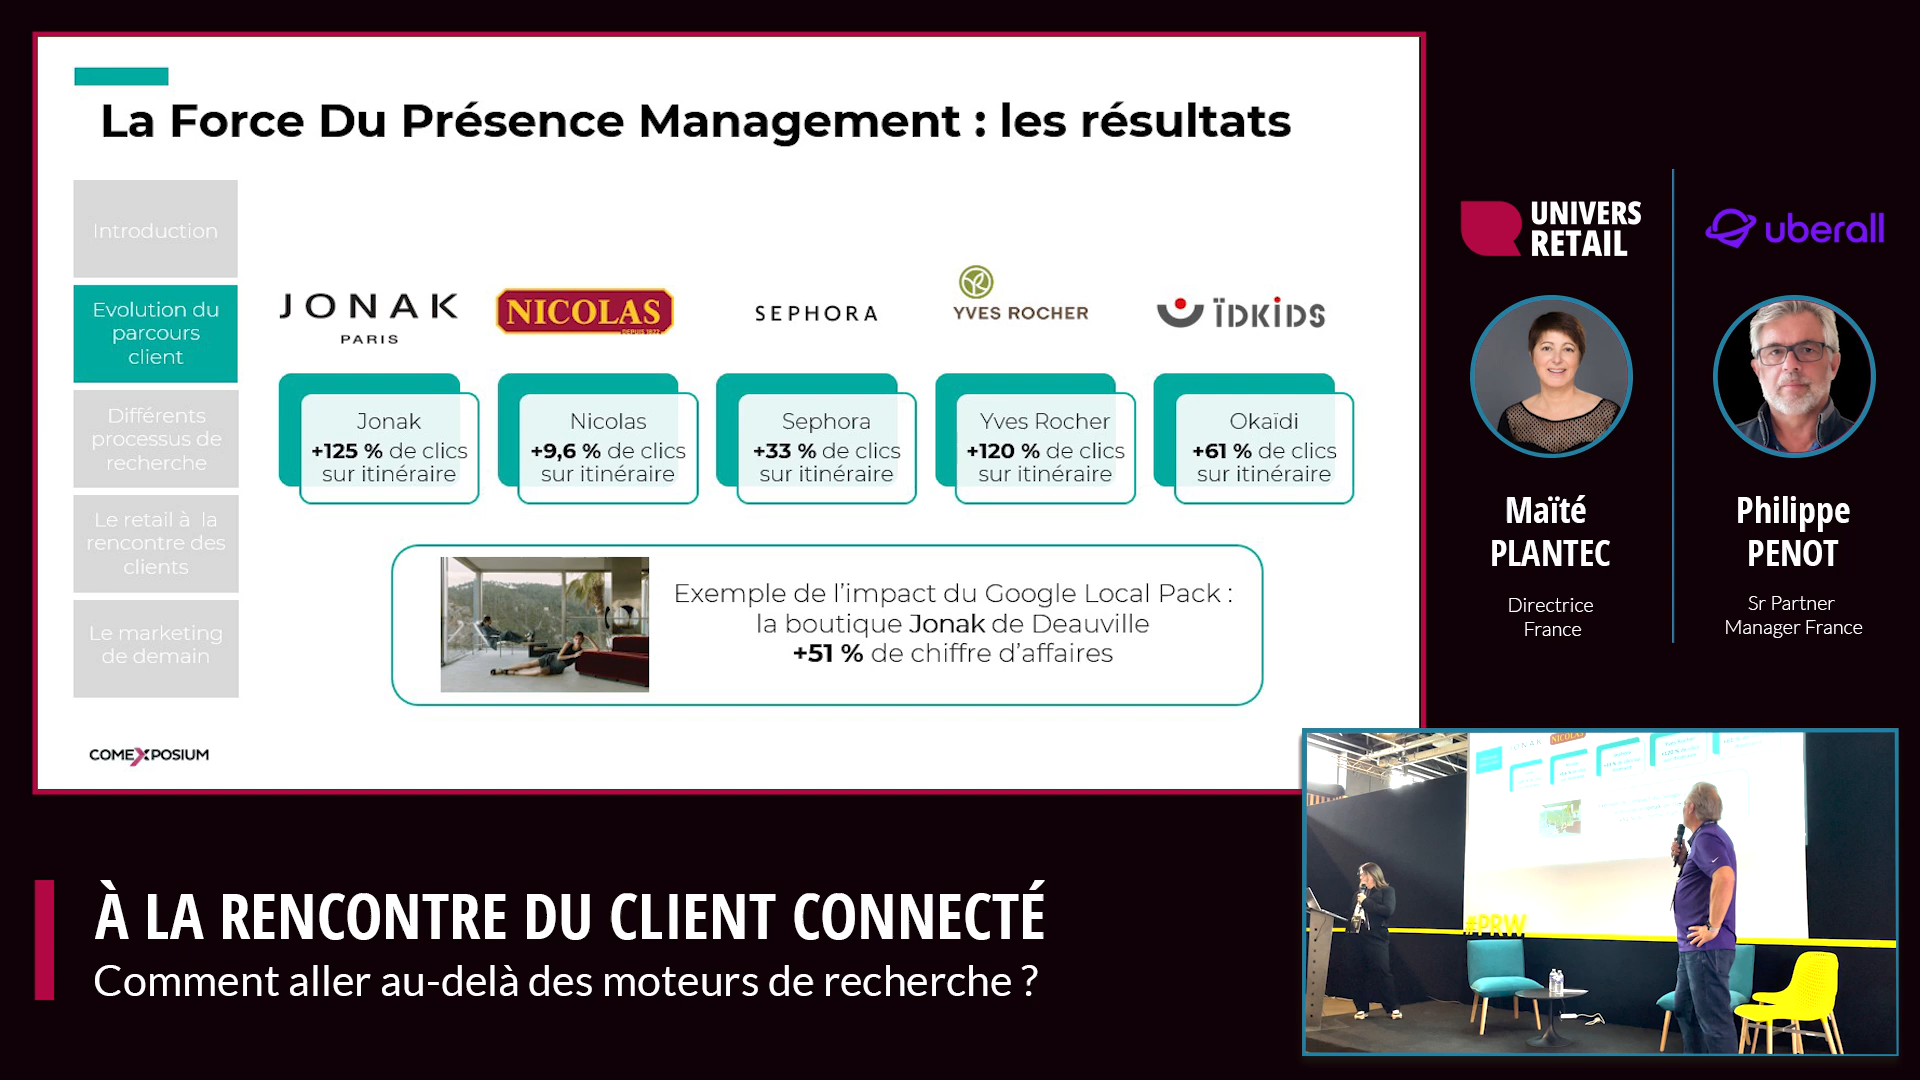 La Force Du Présence Management : les résultats
Introduction
Evolution du
parcours
client
Différents
processus de
recherche
Le retail à la
rencontre des
clients
Le marketing
de demain
COMEXPOSIUM
JONAK
PARIS
NICOLAS
DEPUIS 1822
SEPHORA
YVES ROCHER
ÏDKIDS
Jonak
+125 % de clics
sur itinéraire
Nicolas
+9,6 % de clics
sur itinéraire
Sephora
+33 % de clics
sur itinéraire
Yves Rocher
+120 % de clics
sur itinéraire
Okaïdi
+61 % de clics
sur itinéraire
Exemple de l’impact du Google Local Pack :
la boutique Jonak de Deauville
+51 % de chiffre d’affaires
UNIVERS
RETAIL
uberall
Maïté
PLANTEC
Directrice
France
Philippe
PENOT
Sr Partner
Manager France
JONAK
NICOLAS
#PRW
À LA RENCONTRE DU CLIENT CONNECTÉ
Comment aller au-delà des moteurs de recherche ?